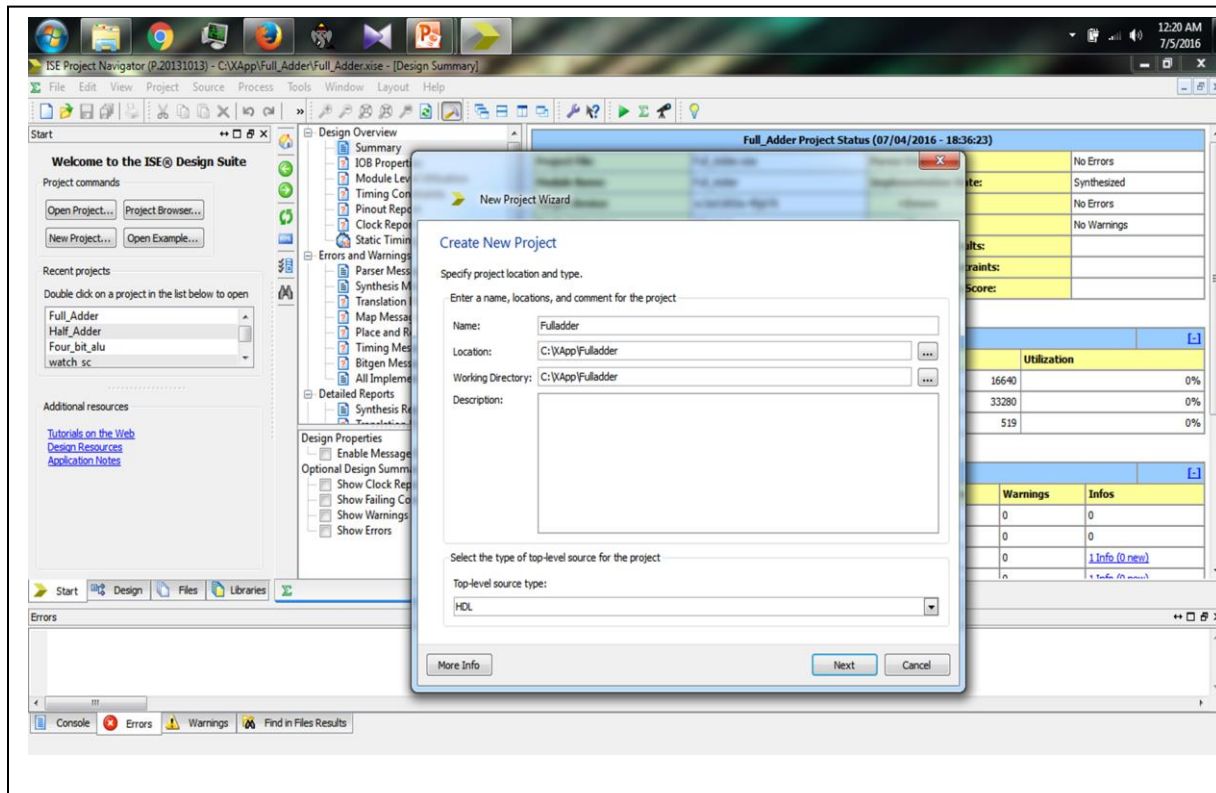 12:20 AM
7/5/2016
ISE Project Navigator (P.20131013) - C:\XApp\Full_Adder\Full_Adder.xise - [Design Summary]
File Edit View Project Source Process Tools Window Layout Help
Start
Welcome to the ISE® Design Suite
Project commands
Open Project... Project Browser...
New Project... Open Example...
Recent projects
Double click on a project in the list below to open
Full_Adder
Half_Adder
Four_bit_alu
watch_sc
Additional resources
Tutorials on the Web
Design Resources
Application Notes
Start Design Files Libraries
Design Overview
Summary
IOB Properti
Module Lev
Timing Con
Pinout Repo
Clock Repor
Static Timin
Errors and Warnings
Parser Mess
Synthesis M
Translation
Map Messa
Place and R
Timing Mes
Bitgen Mess
All Impleme
Detailed Reports
Synthesis Re
Design Properties
Enable Message
Optional Design Summ
Show Clock Rep
Show Failing Co
Show Warnings
Show Errors
Full_Adder Project Status (07/04/2016 - 18:36:23)
No Errors
Synthesized
No Errors
No Warnings
[-]
Utilization
16640 0%
33280 0%
519 0%
[-]
Warnings Infos
0 0
0 0
0 1 Info (0 new)
New Project Wizard
Create New Project
Specify project location and type.
Enter a name, locations, and comment for the project
Name: Fulladder
Location: C:\XApp\Fulladder ...
Working Directory: C:\XApp\Fulladder ...
Description:
Select the type of top-level source for the project
Top-level source type:
HDL
More Info Next Cancel
Errors
Console Errors Warnings Find in Files Results